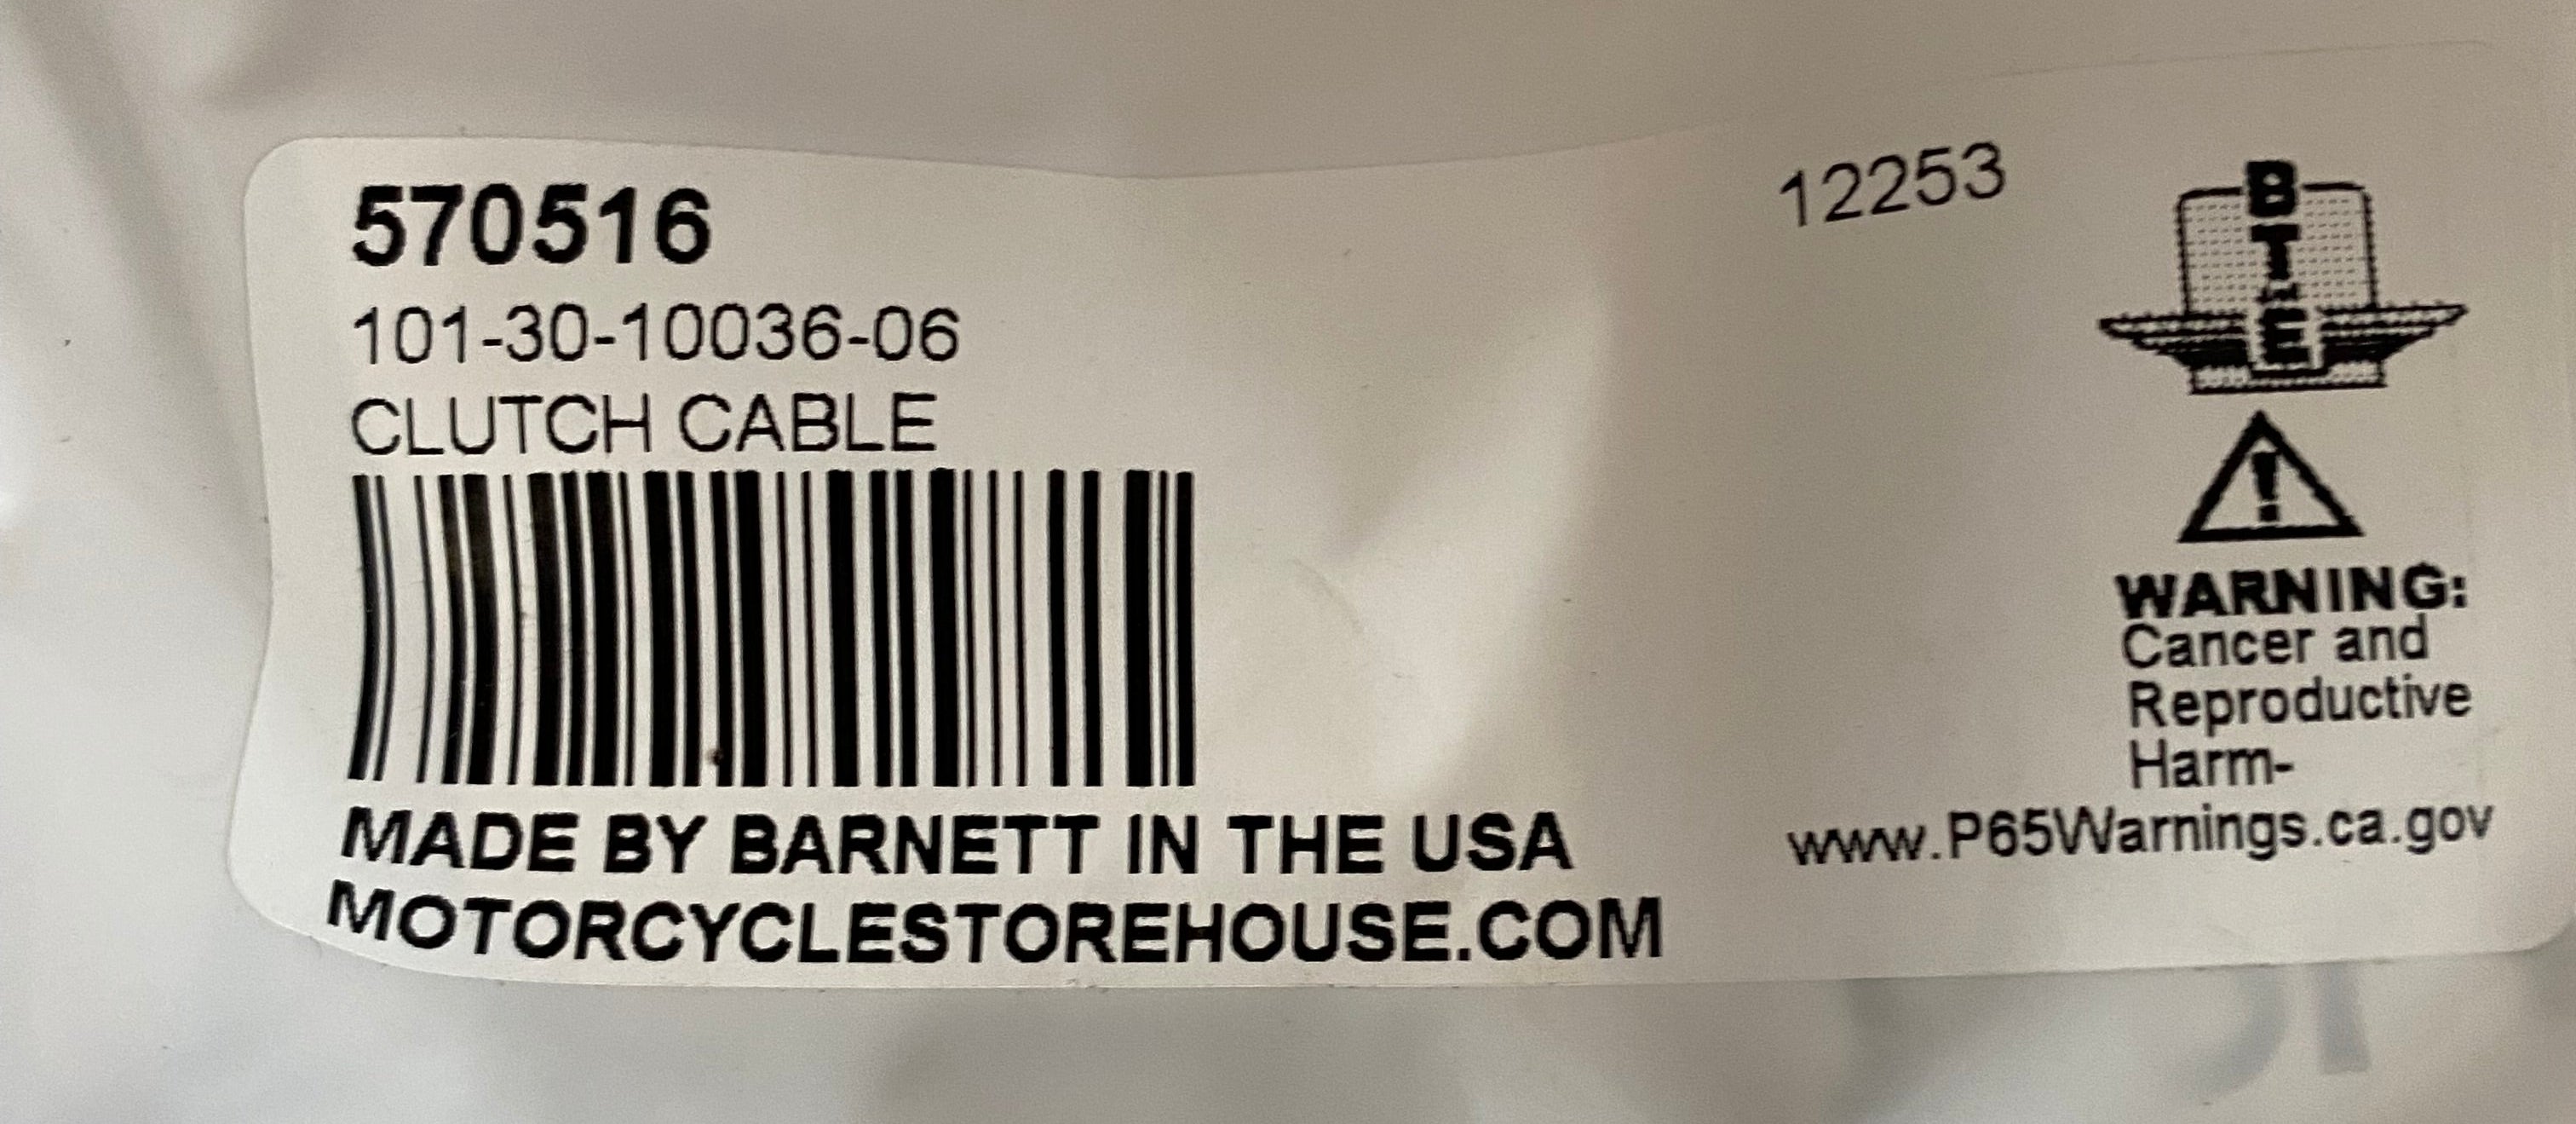 570516
12253
101-30-10036-06
CLUTCH CABLE
B
T
E
!
WARNING:
Cancer and
Reproductive
Harm-
www.P65Warnings.ca.gov
MADE BY BARNETT IN THE USA
MOTORCYCLESTOREHOUSE.COM